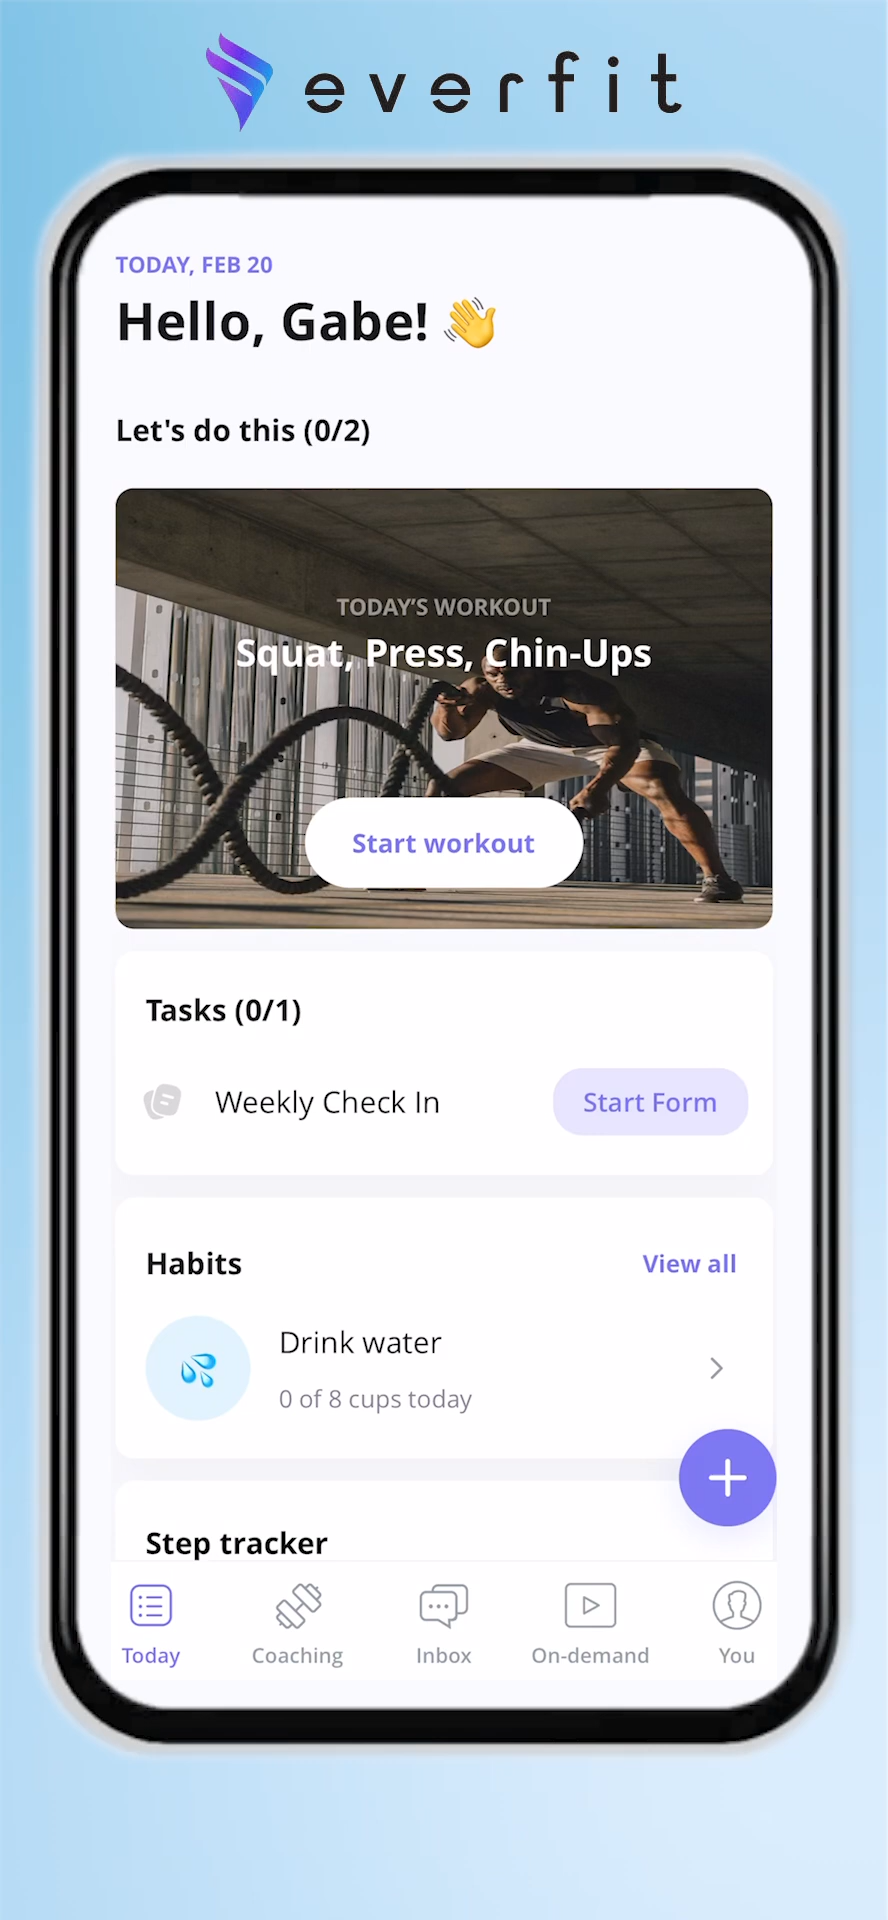 everfit
TODAY, FEB 20
Hello, Gabe! 👋
Let's do this (0/2)
TODAY'S WORKOUT
Squat, Press, Chin-Ups
Start workout
Tasks (0/1)
Weekly Check In
Start Form
Habits
View all
Drink water
0 of 8 cups today
Step tracker
Today
Coaching
Inbox
On-demand
You